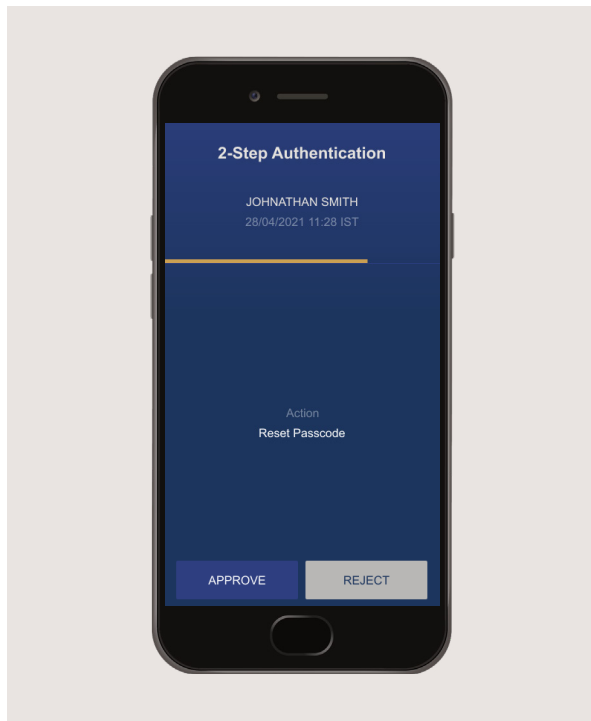 2-Step Authentication
JOHNATHAN SMITH
28/04/2021 11:28 IST
Action
Reset Passcode
APPROVE REJECT